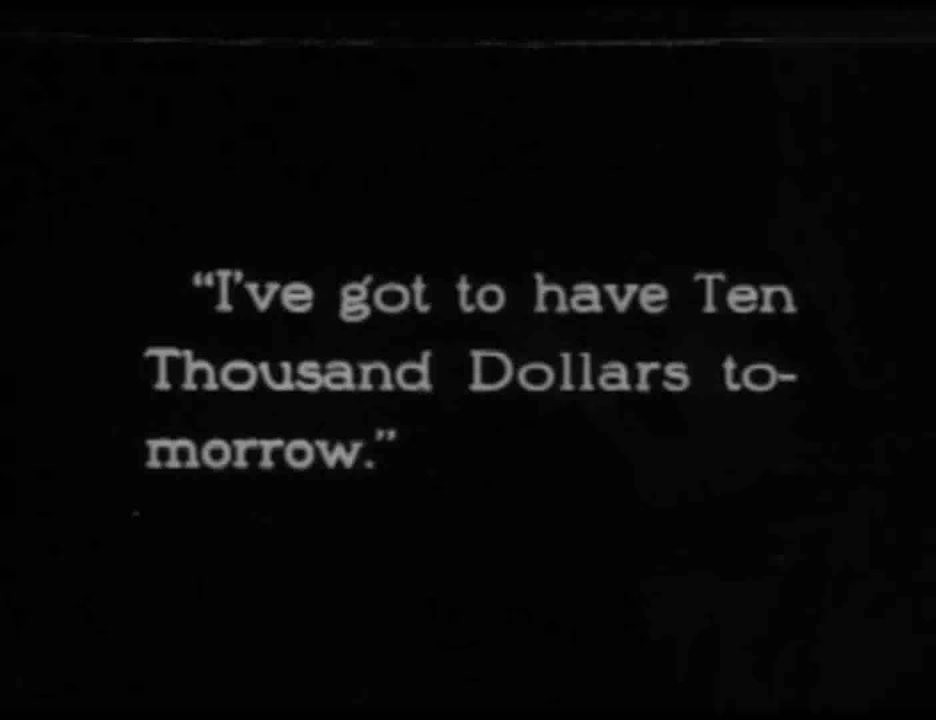 “I’ve got to have Ten
Thousand Dollars to-
morrow.”